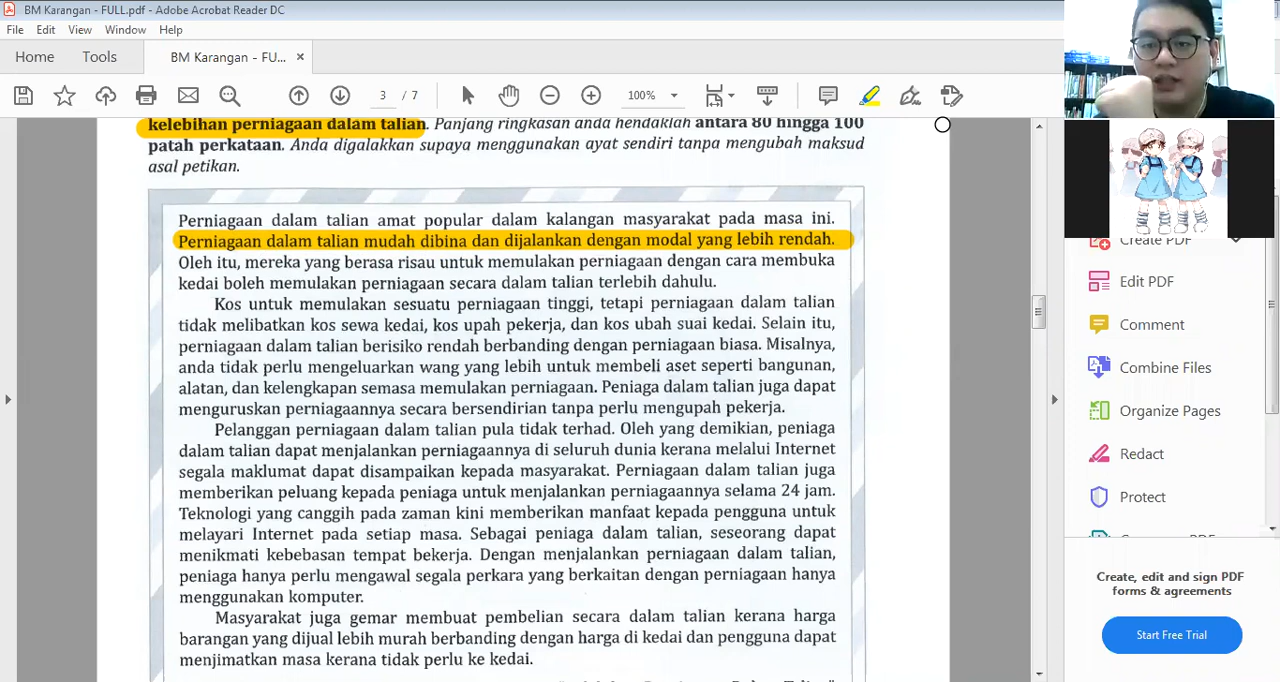 BM Karangan - FULL.pdf - Adobe Acrobat Reader DC
File Edit View Window Help
Home Tools BM Karangan - FU... ×
3 / 7 100%
kelebihan perniagaan dalam talian. Panjang ringkasan anda hendaklah antara 80 hingga 100
patah perkataan. Anda digalakkan supaya menggunakan ayat sendiri tanpa mengubah maksud
asal petikan.
Perniagaan dalam talian amat popular dalam kalangan masyarakat pada masa ini.
Perniagaan dalam talian mudah dibina dan dijalankan dengan modal yang lebih rendah.
Oleh itu, mereka yang berasa risau untuk memulakan perniagaan dengan cara membuka
kedai boleh memulakan perniagaan secara dalam talian terlebih dahulu.
Kos untuk memulakan sesuatu perniagaan tinggi, tetapi perniagaan dalam talian
tidak melibatkan kos sewa kedai, kos upah pekerja, dan kos ubah suai kedai. Selain itu,
perniagaan dalam talian berisiko rendah berbanding dengan perniagaan biasa. Misalnya,
anda tidak perlu mengeluarkan wang yang lebih untuk membeli aset seperti bangunan,
alatan, dan kelengkapan semasa memulakan perniagaan. Peniaga dalam talian juga dapat
menguruskan perniagaannya secara bersendirian tanpa perlu mengupah pekerja.
Pelanggan perniagaan dalam talian pula tidak terhad. Oleh yang demikian, peniaga
dalam talian dapat menjalankan perniagaannya di seluruh dunia kerana melalui Internet
segala maklumat dapat disampaikan kepada masyarakat. Perniagaan dalam talian juga
memberikan peluang kepada peniaga untuk menjalankan perniagaannya selama 24 jam.
Teknologi yang canggih pada zaman kini memberikan manfaat kepada pengguna untuk
melayari Internet pada setiap masa. Sebagai peniaga dalam talian, seseorang dapat
menikmati kebebasan tempat bekerja. Dengan menjalankan perniagaan dalam talian,
peniaga hanya perlu mengawal segala perkara yang berkaitan dengan perniagaan hanya
menggunakan komputer.
Masyarakat juga gemar membuat pembelian secara dalam talian kerana harga
barangan yang dijual lebih murah berbanding dengan harga di kedai dan pengguna dapat
menjimatkan masa kerana tidak perlu ke kedai.
Create PDF
Edit PDF
Comment
Combine Files
Organize Pages
Redact
Protect
Create, edit and sign PDF
forms & agreements
Start Free Trial